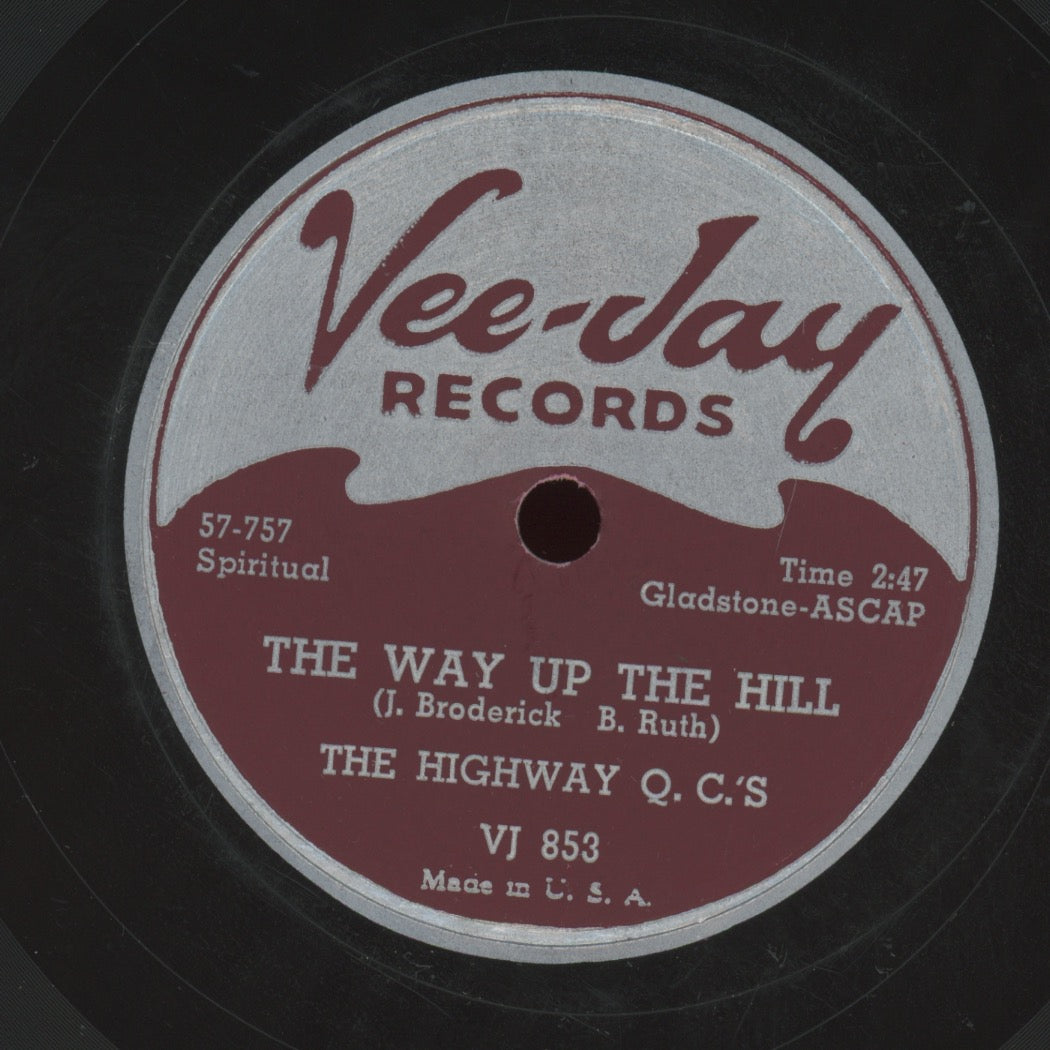 Vee-Jay
RECORDS
57-757
Spiritual
Time 2:47
Gladstone-ASCAP
THE WAY UP THE HILL
(J. Broderick B. Ruth)
THE HIGHWAY Q. C.'S
VJ 853
Made in U. S. A.